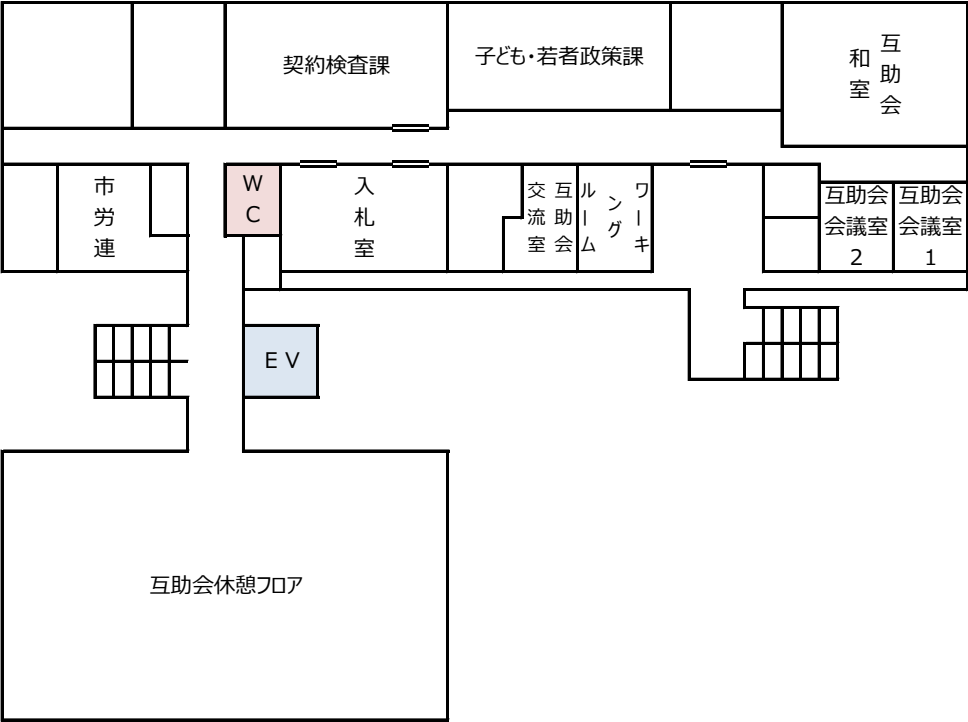 契約検査課
子ども・若者政策課
互助会
和室
市労連
WC
入札室
互助会
交流室
ワーキ
ング
ルーム
互助会
会議室
2
互助会
会議室
1
EV
互助会休憩フロア